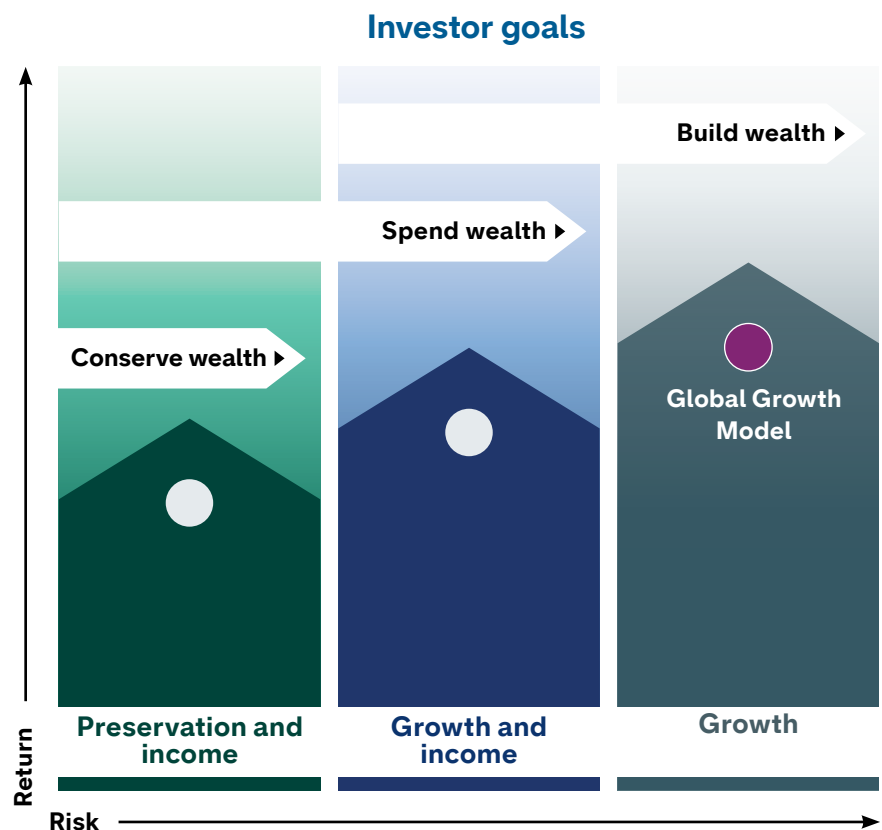 Investor goals
Build wealth
Spend wealth
Conserve wealth
Global Growth
Model
Preservation and
income
Growth and
income
Growth
Return
Risk